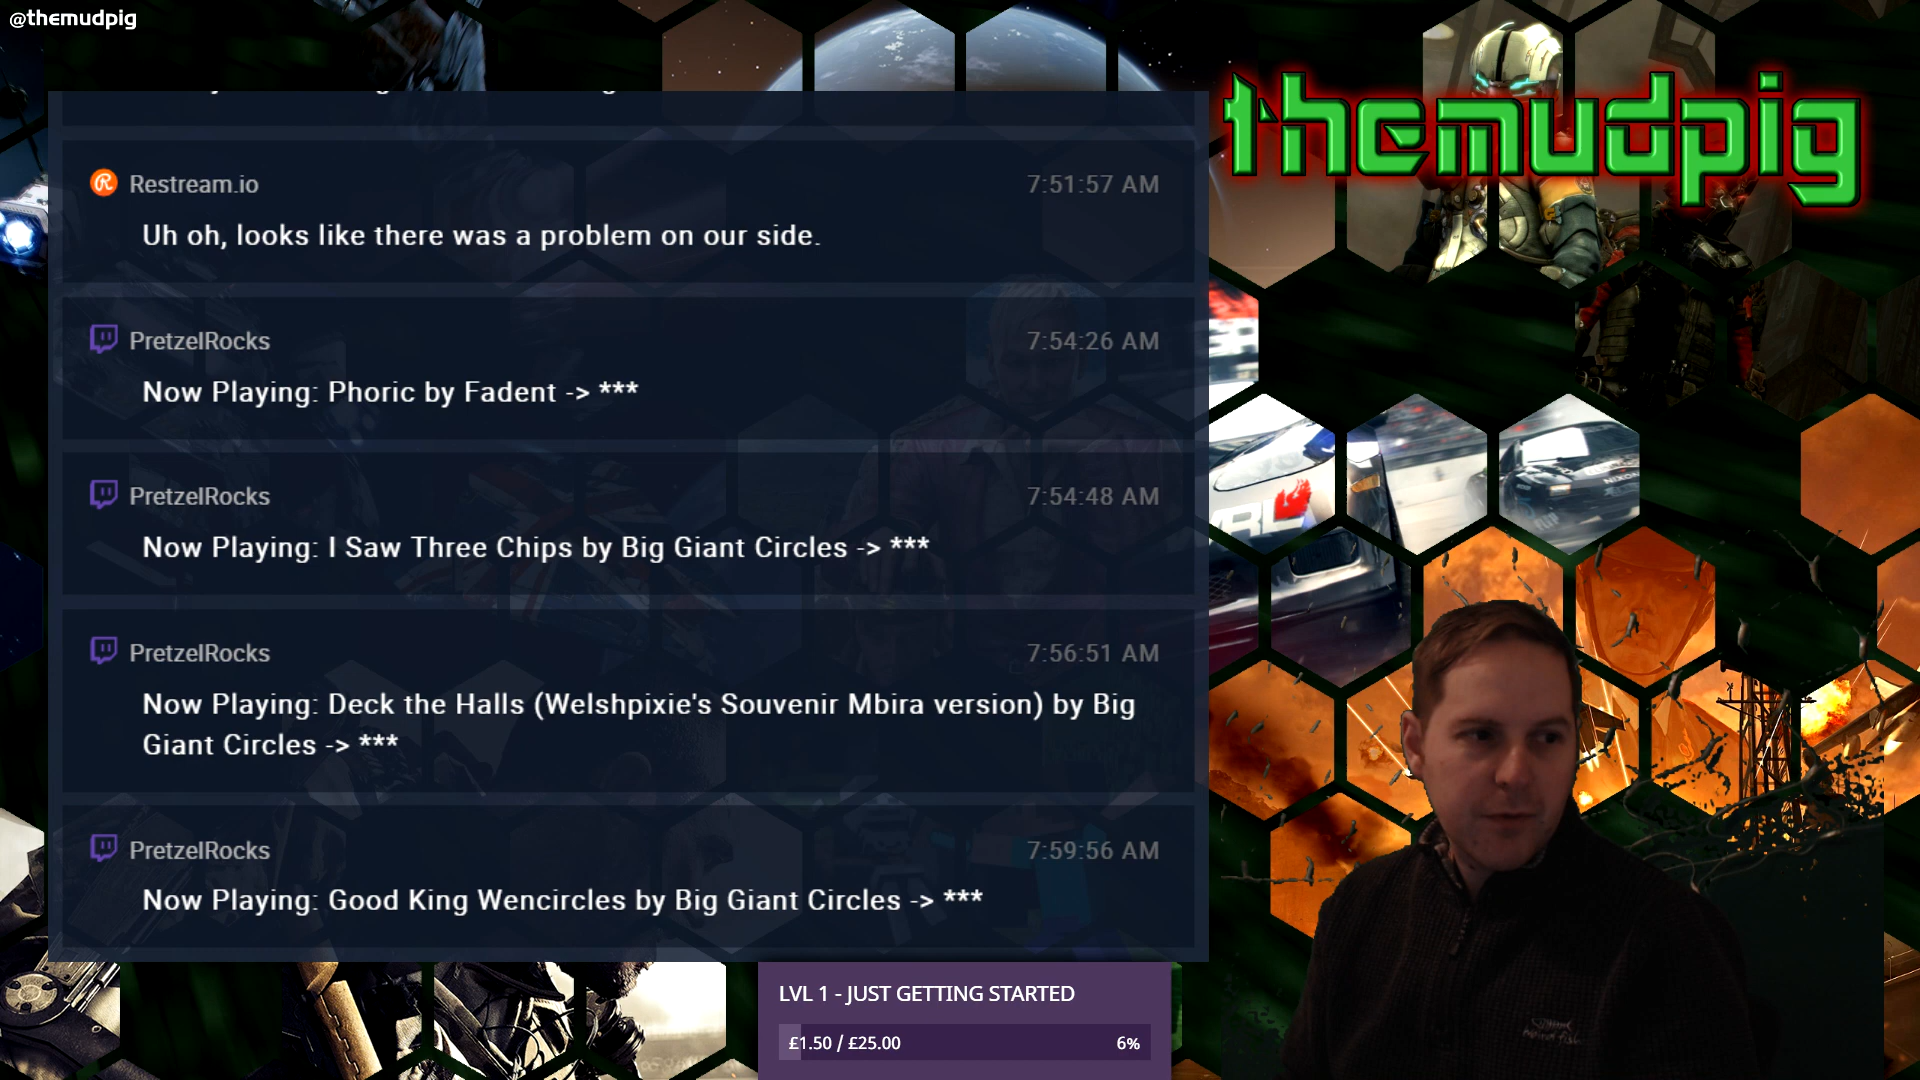 @themudpig
themudpig
Restream.io
7:51:57 AM
Uh oh, looks like there was a problem on our side.
PretzelRocks
7:54:26 AM
Now Playing: Phoric by Fadent -> ***
PretzelRocks
7:54:48 AM
Now Playing: I Saw Three Chips by Big Giant Circles -> ***
PretzelRocks
7:56:51 AM
Now Playing: Deck the Halls (Welshpixie's Souvenir Mbira version) by Big
Giant Circles -> ***
PretzelRocks
7:59:56 AM
Now Playing: Good King Wencircles by Big Giant Circles -> ***
LVL 1 - JUST GETTING STARTED
£1.50 / £25.00
6%